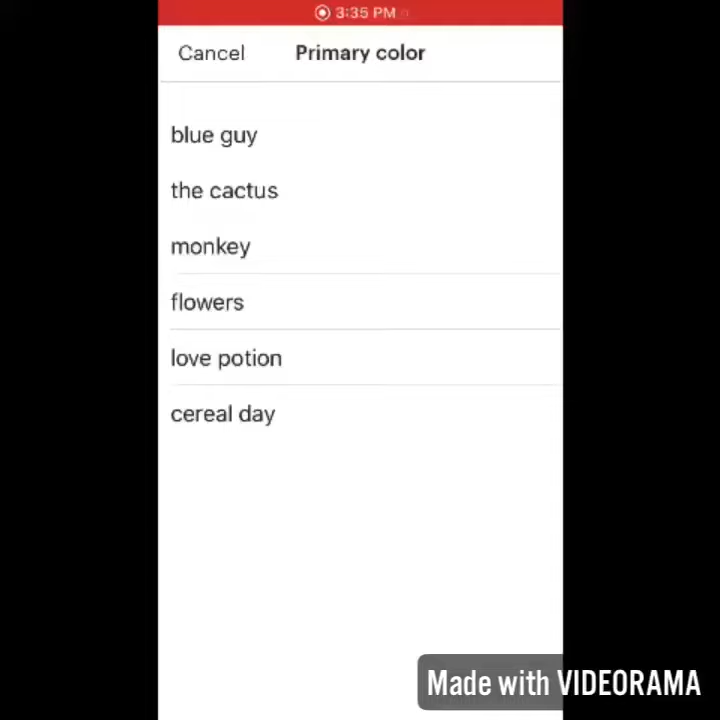 3:35 PM
Cancel Primary color
blue guy
the cactus
monkey
flowers
love potion
cereal day
Made with VIDEORAMA